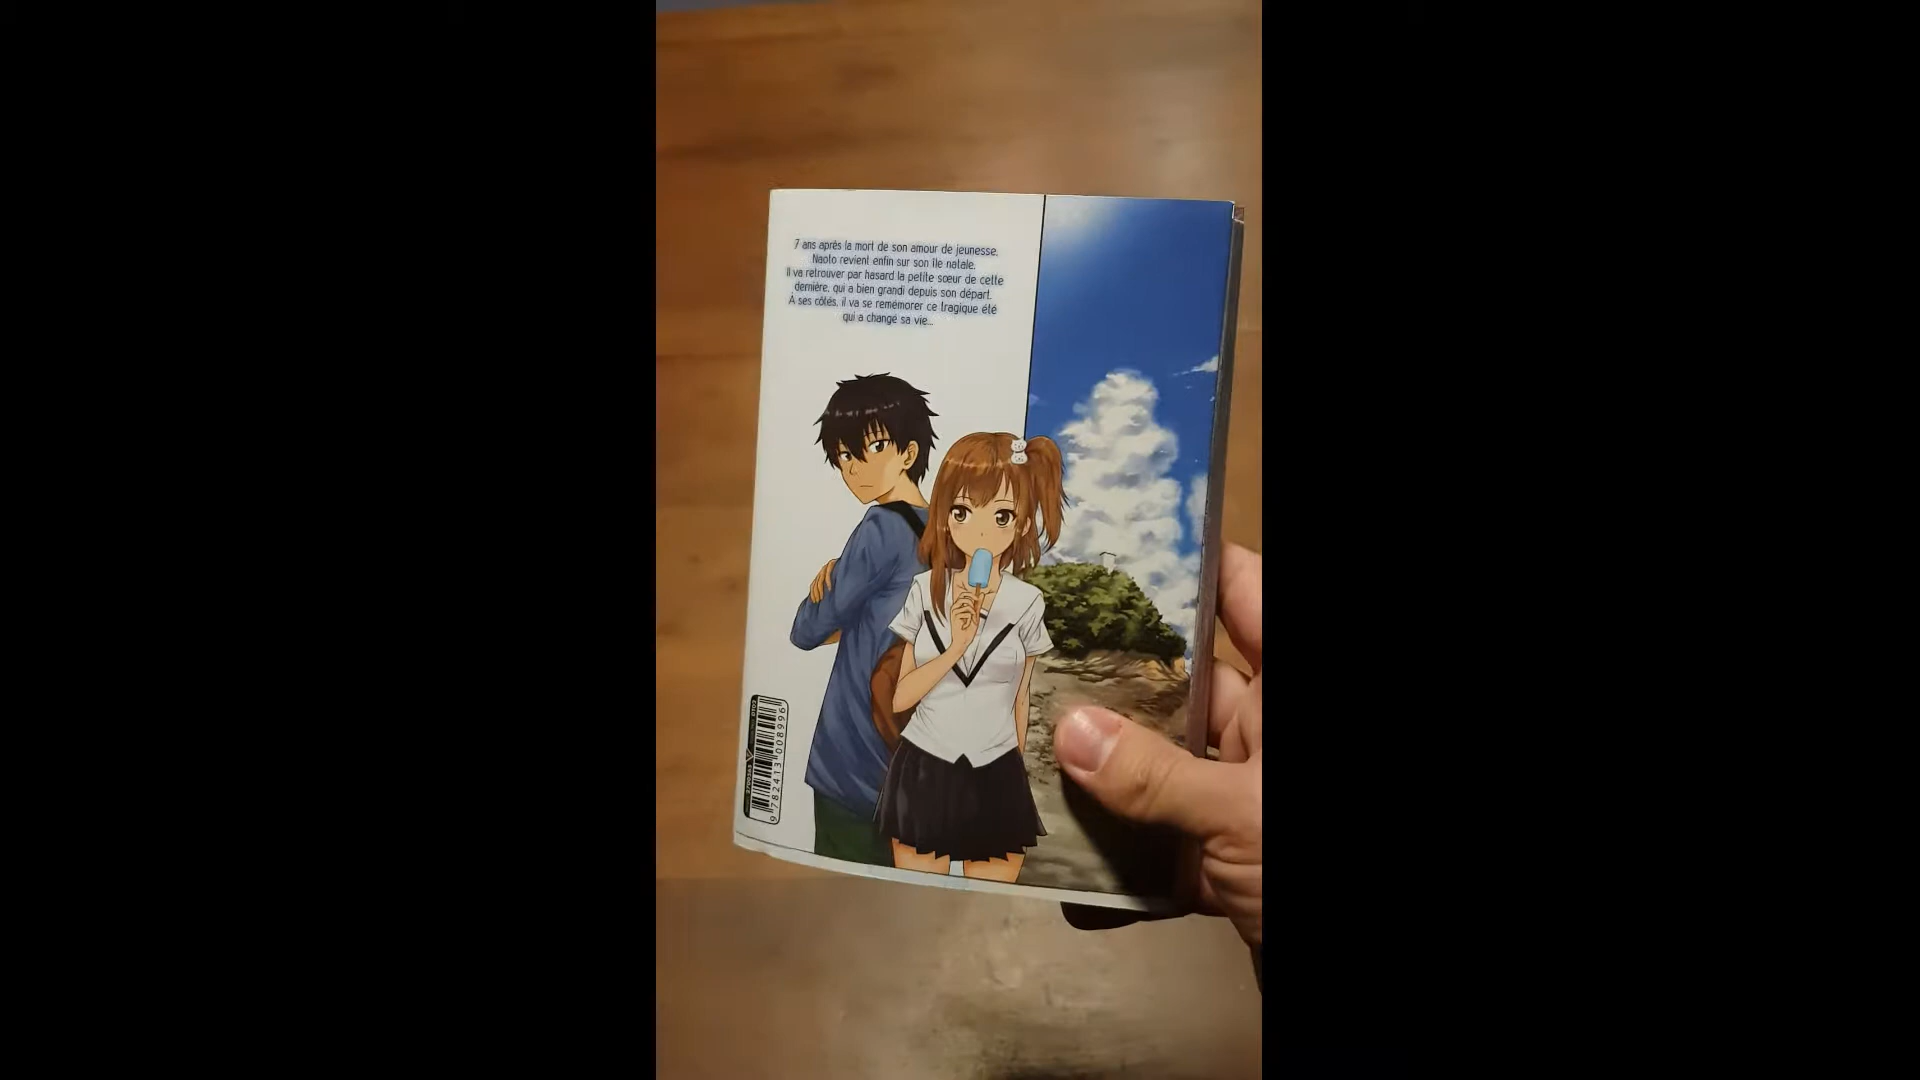 7 ans après la mort de son amour de jeunesse,
Naoto revient enfin sur son île natale.
Il va retrouver par hasard la petite sœur de cette
dernière, qui a bien grandi depuis son départ.
À ses côtés, il va se remémorer ce tragique été
qui a changé sa vie...
9782413008996